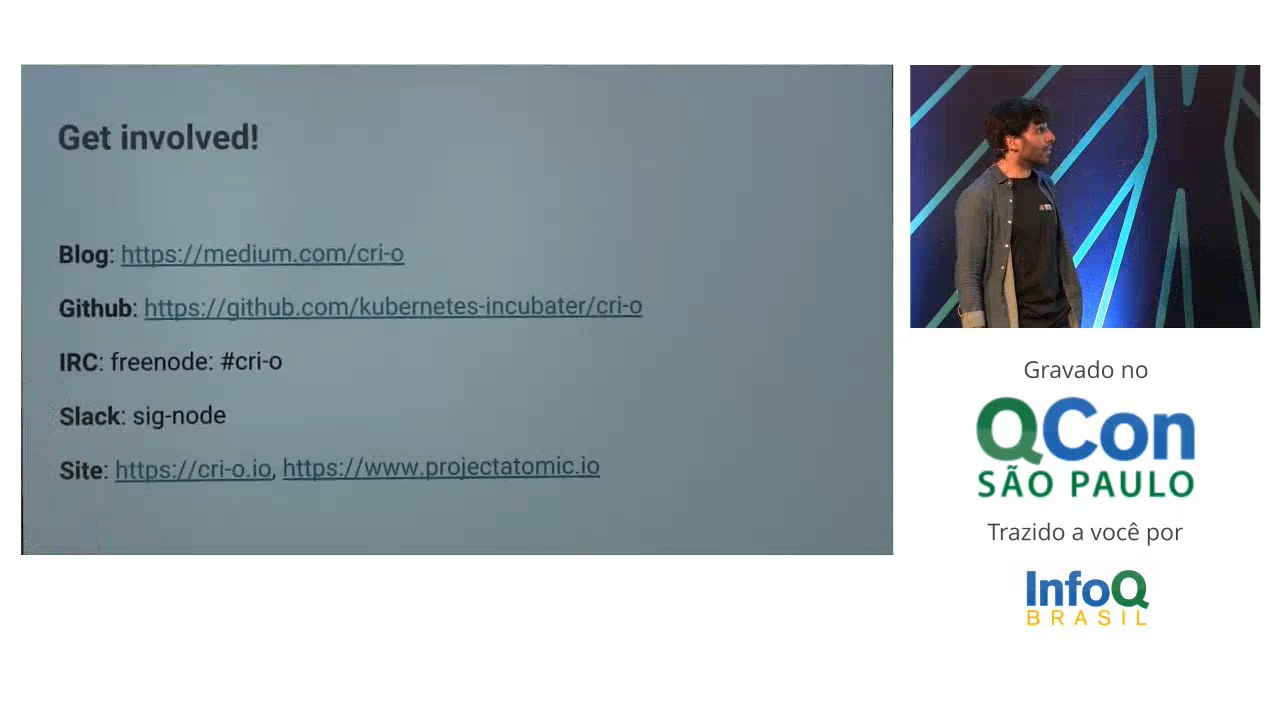 Get involved!
Blog: https://medium.com/cri-o
Github: https://github.com/kubernetes-incubater/cri-o
IRC: freenode: #cri-o
Slack: sig-node
Site: https://cri-o.io, https://www.projectatomic.io
Gravado no
QCon
SÃO PAULO
Trazido a você por
InfoQ
BRASIL